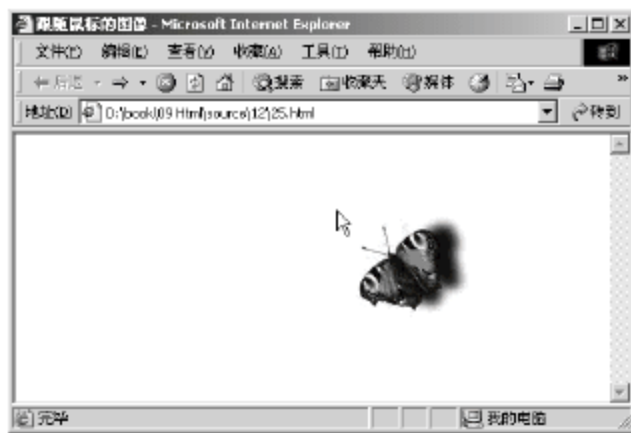 跟随鼠标的图像 - Microsoft Internet Explorer
文件(F) 编辑(E) 查看(V) 收藏(A) 工具(T) 帮助(H)
后退 搜索 收藏夹 媒体 »
地址(D) D:\book\09 Html\source\12\25.html 转到
完毕 我的电脑